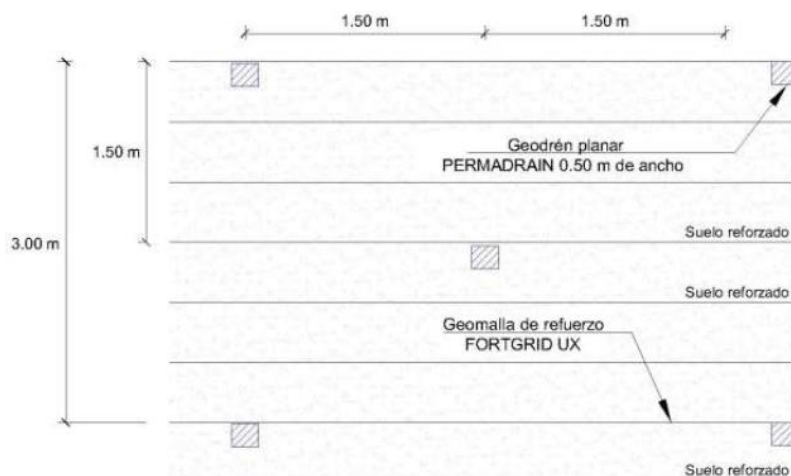 1.50 m
1.50 m
Geodrén planar
PERMADRAIN 0.50 m de ancho
1.50 m
3.00 m
Suelo reforzado
Suelo reforzado
Geomalla de refuerzo
FORTGRID UX
Suelo reforzado